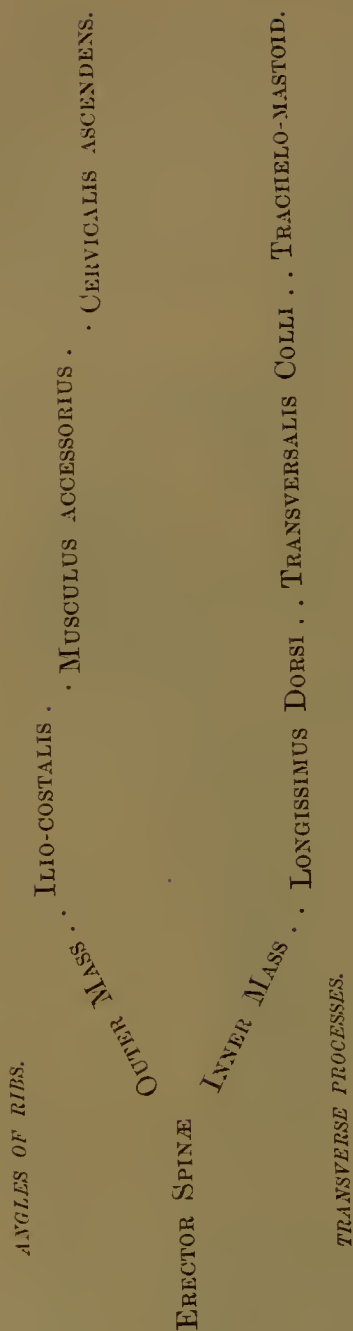 ANGLES OF RIBS.
OUTER MASS . . ILIO-COSTALIS . . MUSCULUS ACCESSORIUS . . CERVICALIS ASCENDENS.
ERECTOR SPINÆ
INNER MASS . . LONGISSIMUS DORSI . . TRANSVERSALIS COLLI . . TRACHELO-MASTOID.
TRANSVERSE PROCESSES.